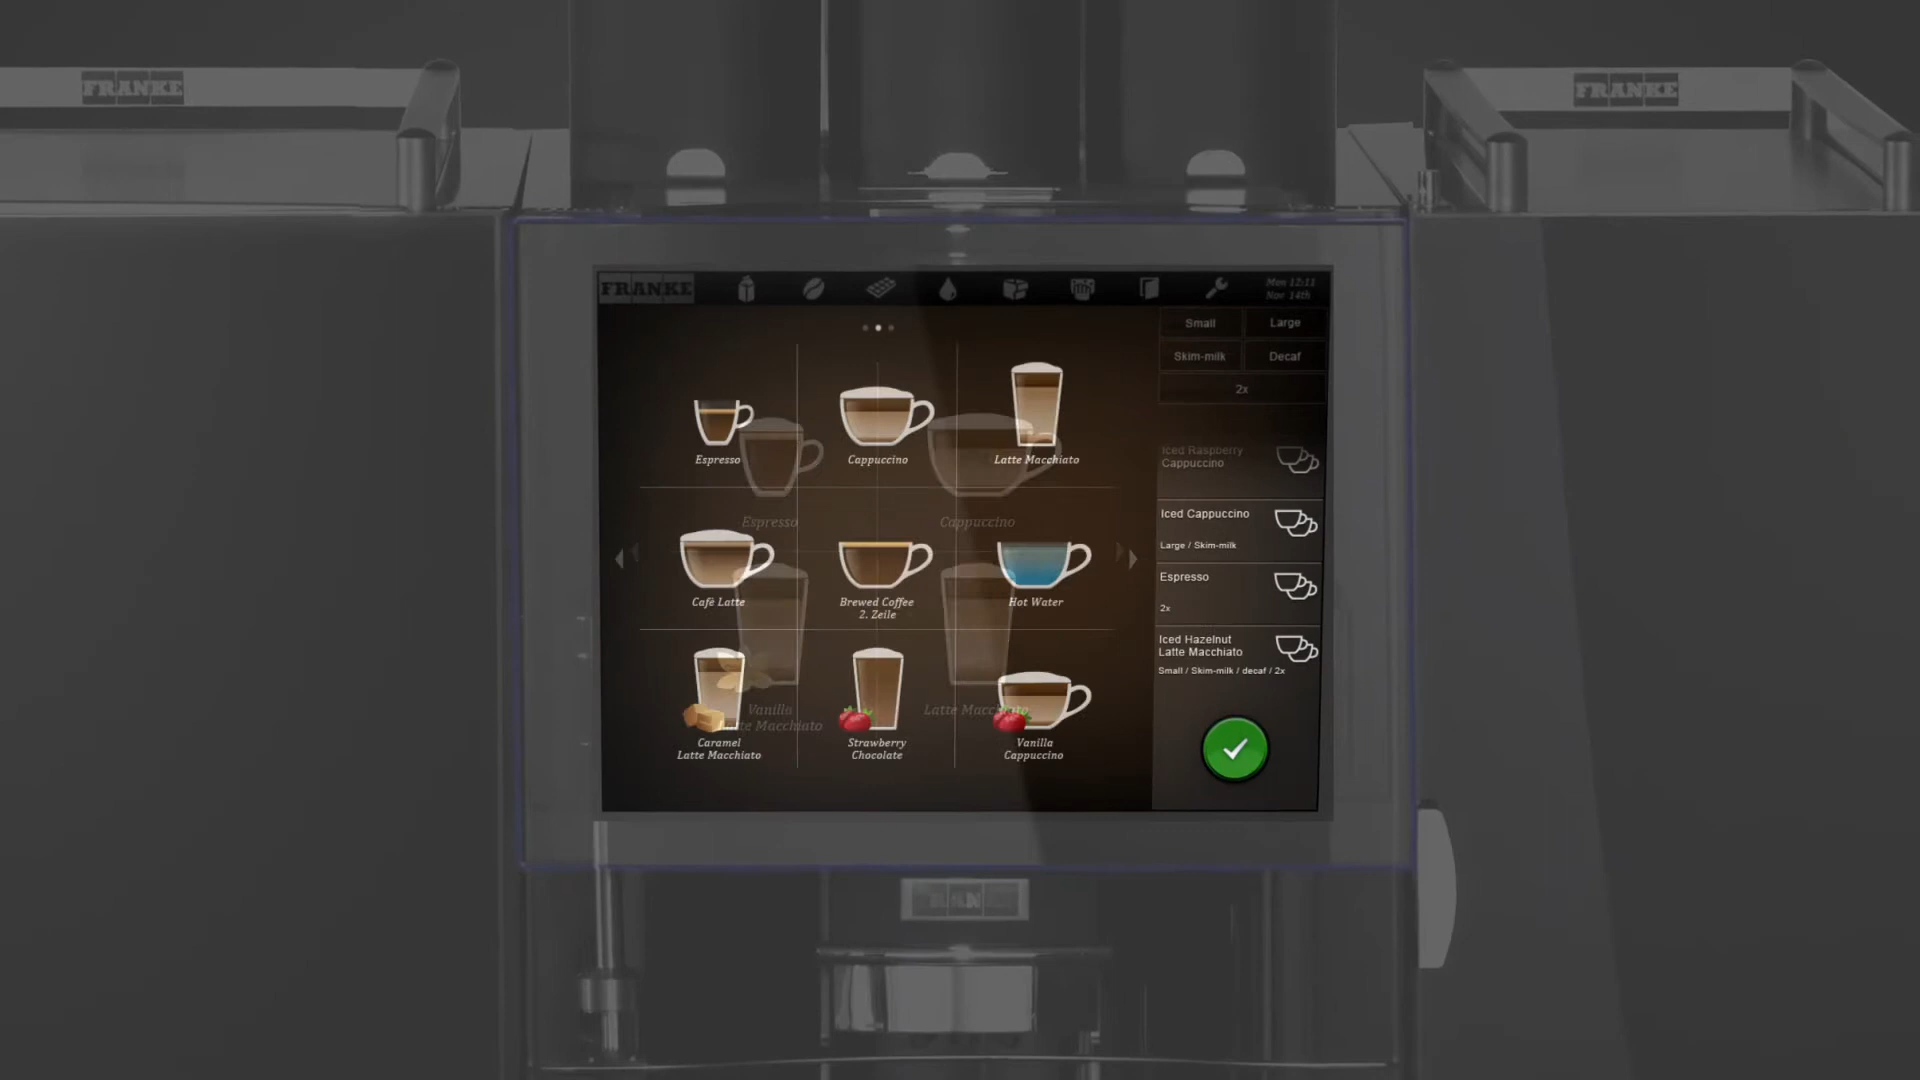 FRANKE
FRANKE
FRANKE
Mon 12:11
Nov 14th
Small
Large
Skim-milk
Decaf
2x
Espresso
Cappuccino
Latte Macchiato
Iced Raspberry
Cappuccino
Iced Cappuccino
Large / Skim-milk
Espresso
Cappuccino
Espresso
2x
Café Latte
Brewed Coffee
2. Zeile
Hot Water
Iced Hazelnut
Latte Macchiato
Small / Skim-milk / decaf / 2x
Vanilla
Latte Macchiato
Latte Macchiato
Caramel
Latte Macchiato
Strawberry
Chocolate
Vanilla
Cappuccino